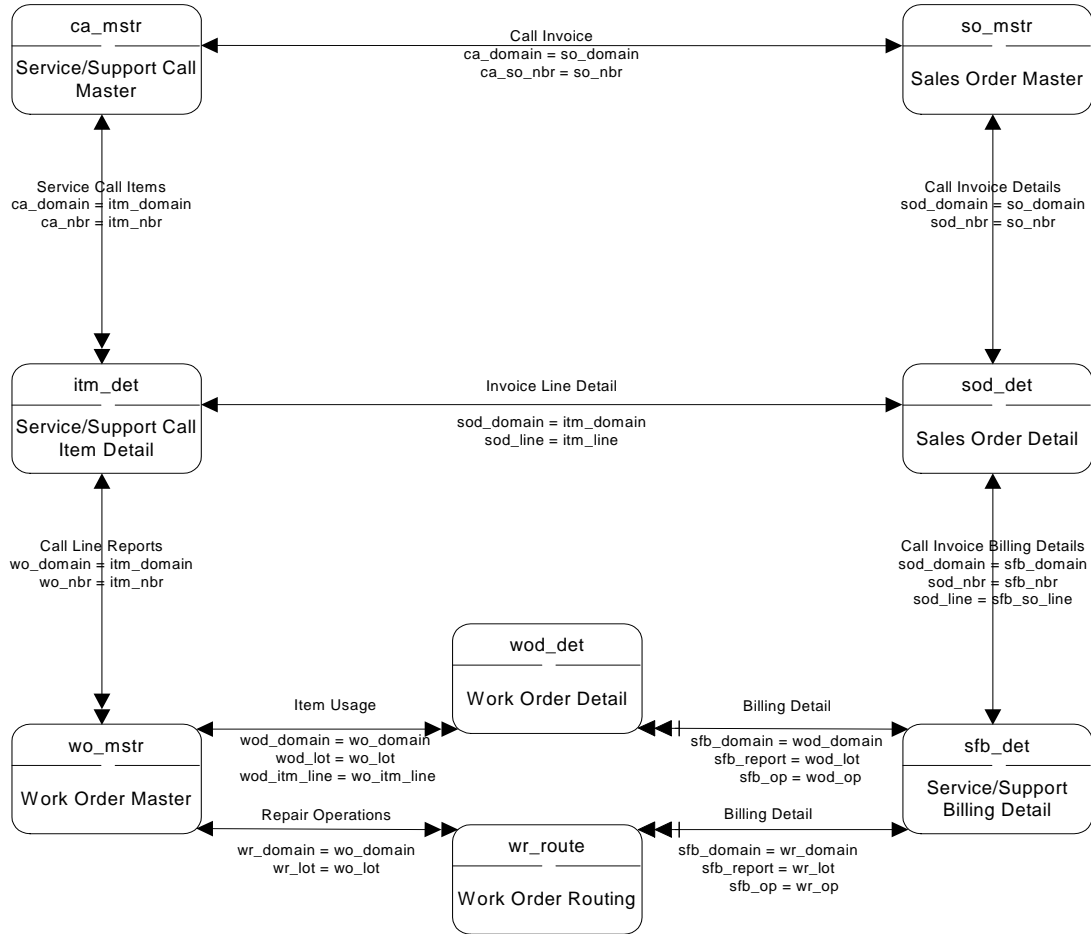 ca_mstr
Service/Support Call
Master
Call Invoice
ca_domain = so_domain
ca_so_nbr = so_nbr
so_mstr
Sales Order Master
Service Call Items
ca_domain = itm_domain
ca_nbr = itm_nbr
Call Invoice Details
sod_domain = so_domain
sod_nbr = so_nbr
itm_det
Service/Support Call
Item Detail
Invoice Line Detail
sod_domain = itm_domain
sod_line = itm_line
sod_det
Sales Order Detail
Call Line Reports
wo_domain = itm_domain
wo_nbr = itm_nbr
Call Invoice Billing Details
sod_domain = sfb_domain
sod_nbr = sfb_nbr
sod_line = sfb_so_line
wod_det
Work Order Detail
wo_mstr
Work Order Master
Item Usage
wod_domain = wo_domain
wod_lot = wo_lot
wod_itm_line = wo_itm_line
Billing Detail
sfb_domain = wod_domain
sfb_report = wod_lot
sfb_op = wod_op
sfb_det
Service/Support
Billing Detail
Repair Operations
wr_domain = wo_domain
wr_lot = wo_lot
wr_route
Work Order Routing
Billing Detail
sfb_domain = wr_domain
sfb_report = wr_lot
sfb_op = wr_op